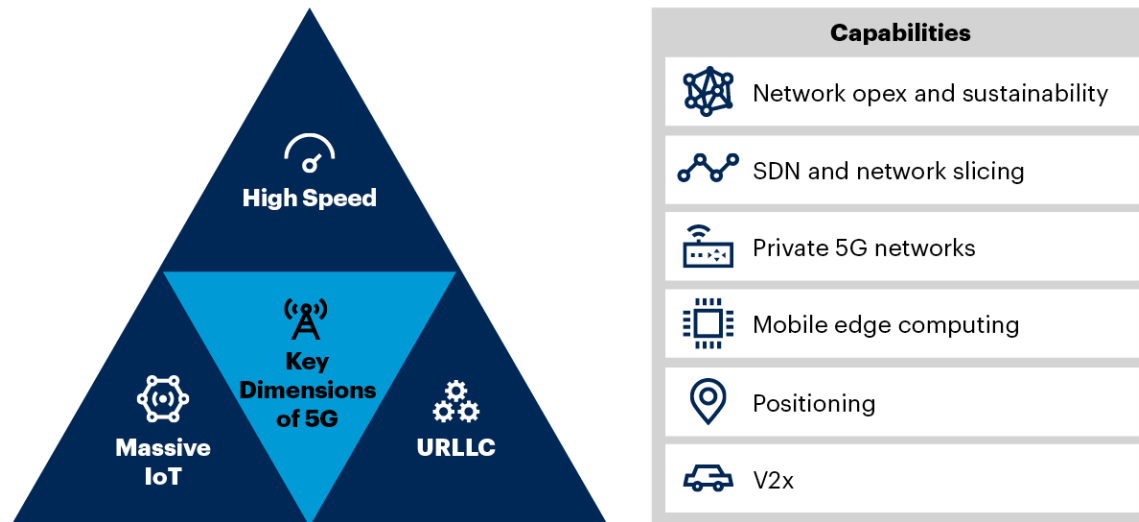 High Speed
Key
Dimensions
of 5G
Massive
IoT
URLLC
Capabilities
Network opex and sustainability
SDN and network slicing
Private 5G networks
Mobile edge computing
Positioning
V2x